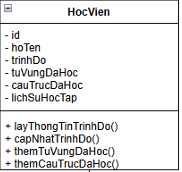 HocVien
- id
- hoTen
- trinhDo
- tuVungDaHoc
- cauTrucDaHoc
- lichSuHocTap
+ layThongTinTrinhDo()
+ capNhatTrinhDo()
+ themTuVungDaHoc()
+ themCauTrucDaHoc()